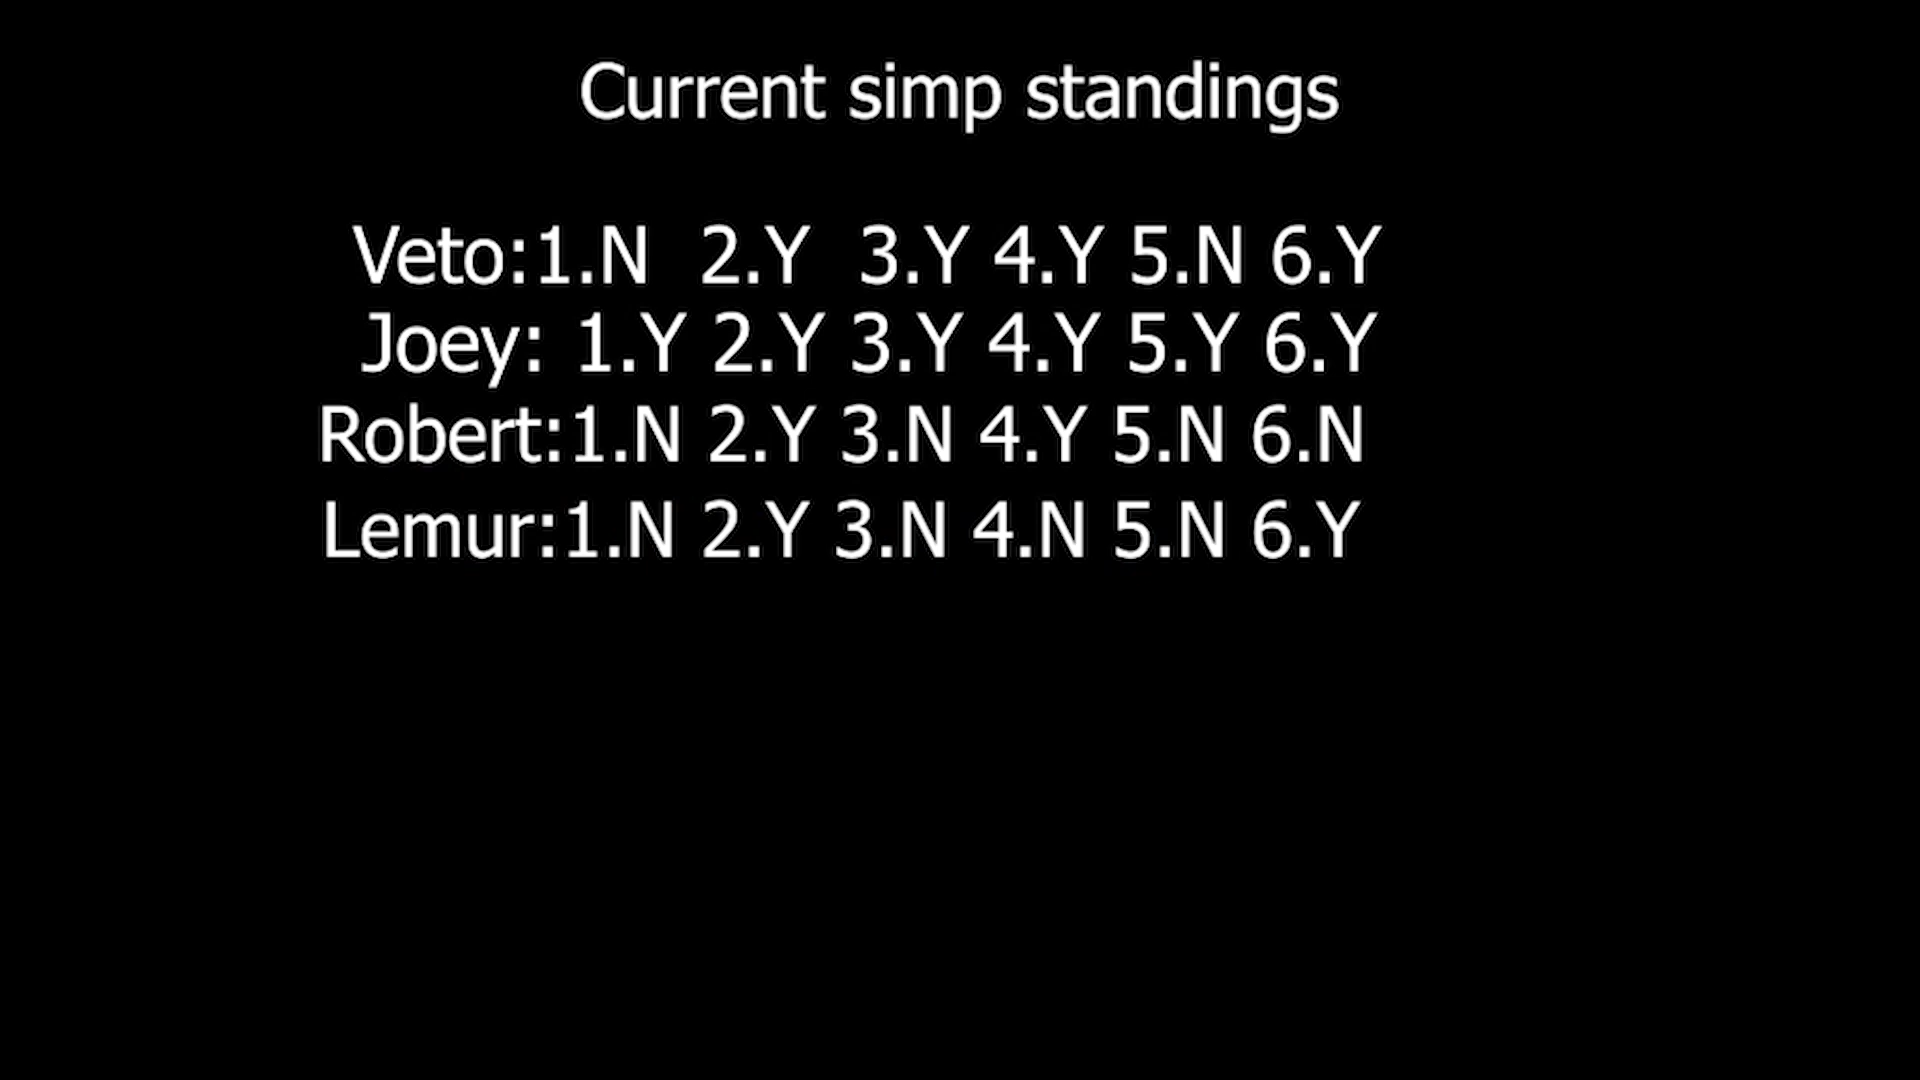 Current simp standings
Veto:1.N  2.Y  3.Y 4.Y 5.N 6.Y
Joey: 1.Y 2.Y 3.Y 4.Y 5.Y 6.Y
Robert:1.N 2.Y 3.N 4.Y 5.N 6.N
Lemur:1.N 2.Y 3.N 4.N 5.N 6.Y